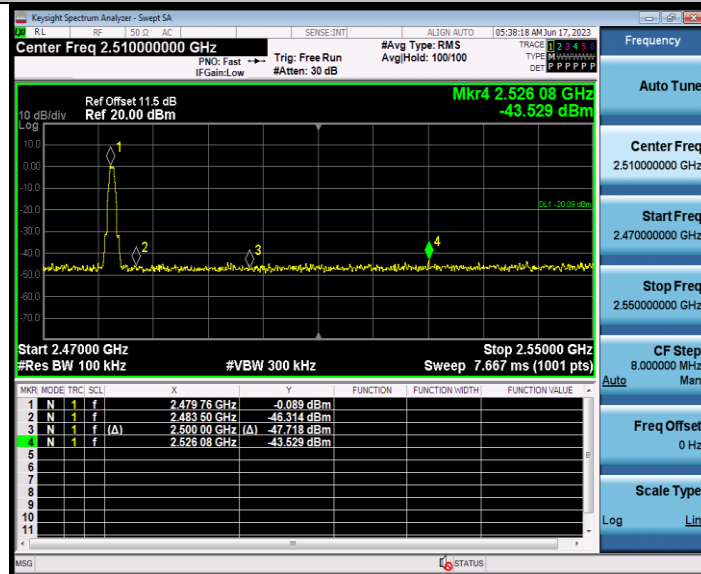 Keysight Spectrum Analyzer - Swept SA
RL RF 50 Ω AC SENSE:INT ALIGN AUTO 05:38:18 AM Jun 17, 2023
Center Freq 2.510000000 GHz
PNO: Fast
IFGain:Low
Trig: Free Run
#Atten: 30 dB
#Avg Type: RMS
Avg|Hold: 100/100
TRACE 1 2 3 4 5 6
TYPE M WWWWW
DET P P P P P P
Frequency
Mkr4 2.526 08 GHz
-43.529 dBm
Ref Offset 11.5 dB
10 dB/div Ref 20.00 dBm
Log
10.0
0.00
-10.0
-20.0
-30.0
-40.0
-50.0
-60.0
-70.0
1
2
3
4
DL1 -20.09 dBm
Start 2.47000 GHz Stop 2.55000 GHz
#Res BW 100 kHz #VBW 300 kHz Sweep 7.667 ms (1001 pts)
MKR MODE TRC SCL X Y FUNCTION FUNCTION WIDTH FUNCTION VALUE
1 N 1 f 2.479 76 GHz -0.089 dBm
2 N 1 f 2.483 50 GHz -46.314 dBm
3 N 1 f (Δ) 2.500 00 GHz (Δ) -47.718 dBm
4 N 1 f 2.526 08 GHz -43.529 dBm
5
6
7
8
9
10
11
MSG STATUS
Auto Tune
Center Freq
2.510000000 GHz
Start Freq
2.470000000 GHz
Stop Freq
2.550000000 GHz
CF Step
8.000000 MHz
Auto Man
Freq Offset
0 Hz
Scale Type
Log Lin